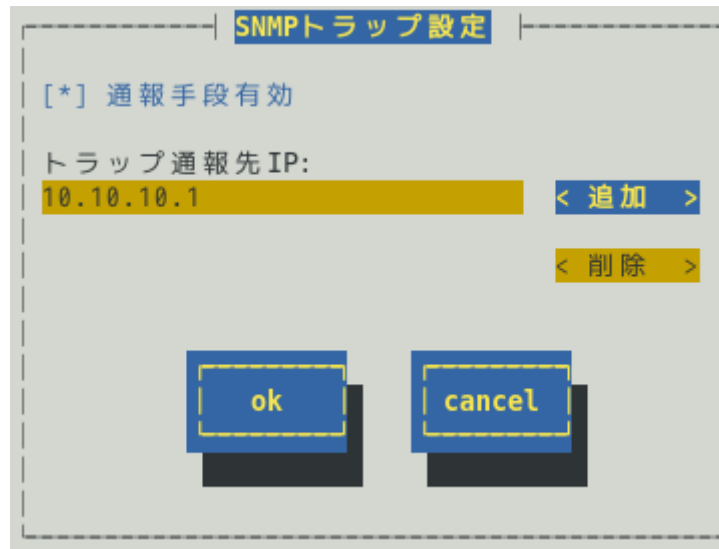 SNMPトラップ設定
[*] 通報手段有効
トラップ通報先IP:
10.10.10.1 < 追加 >
< 削除 >
ok cancel